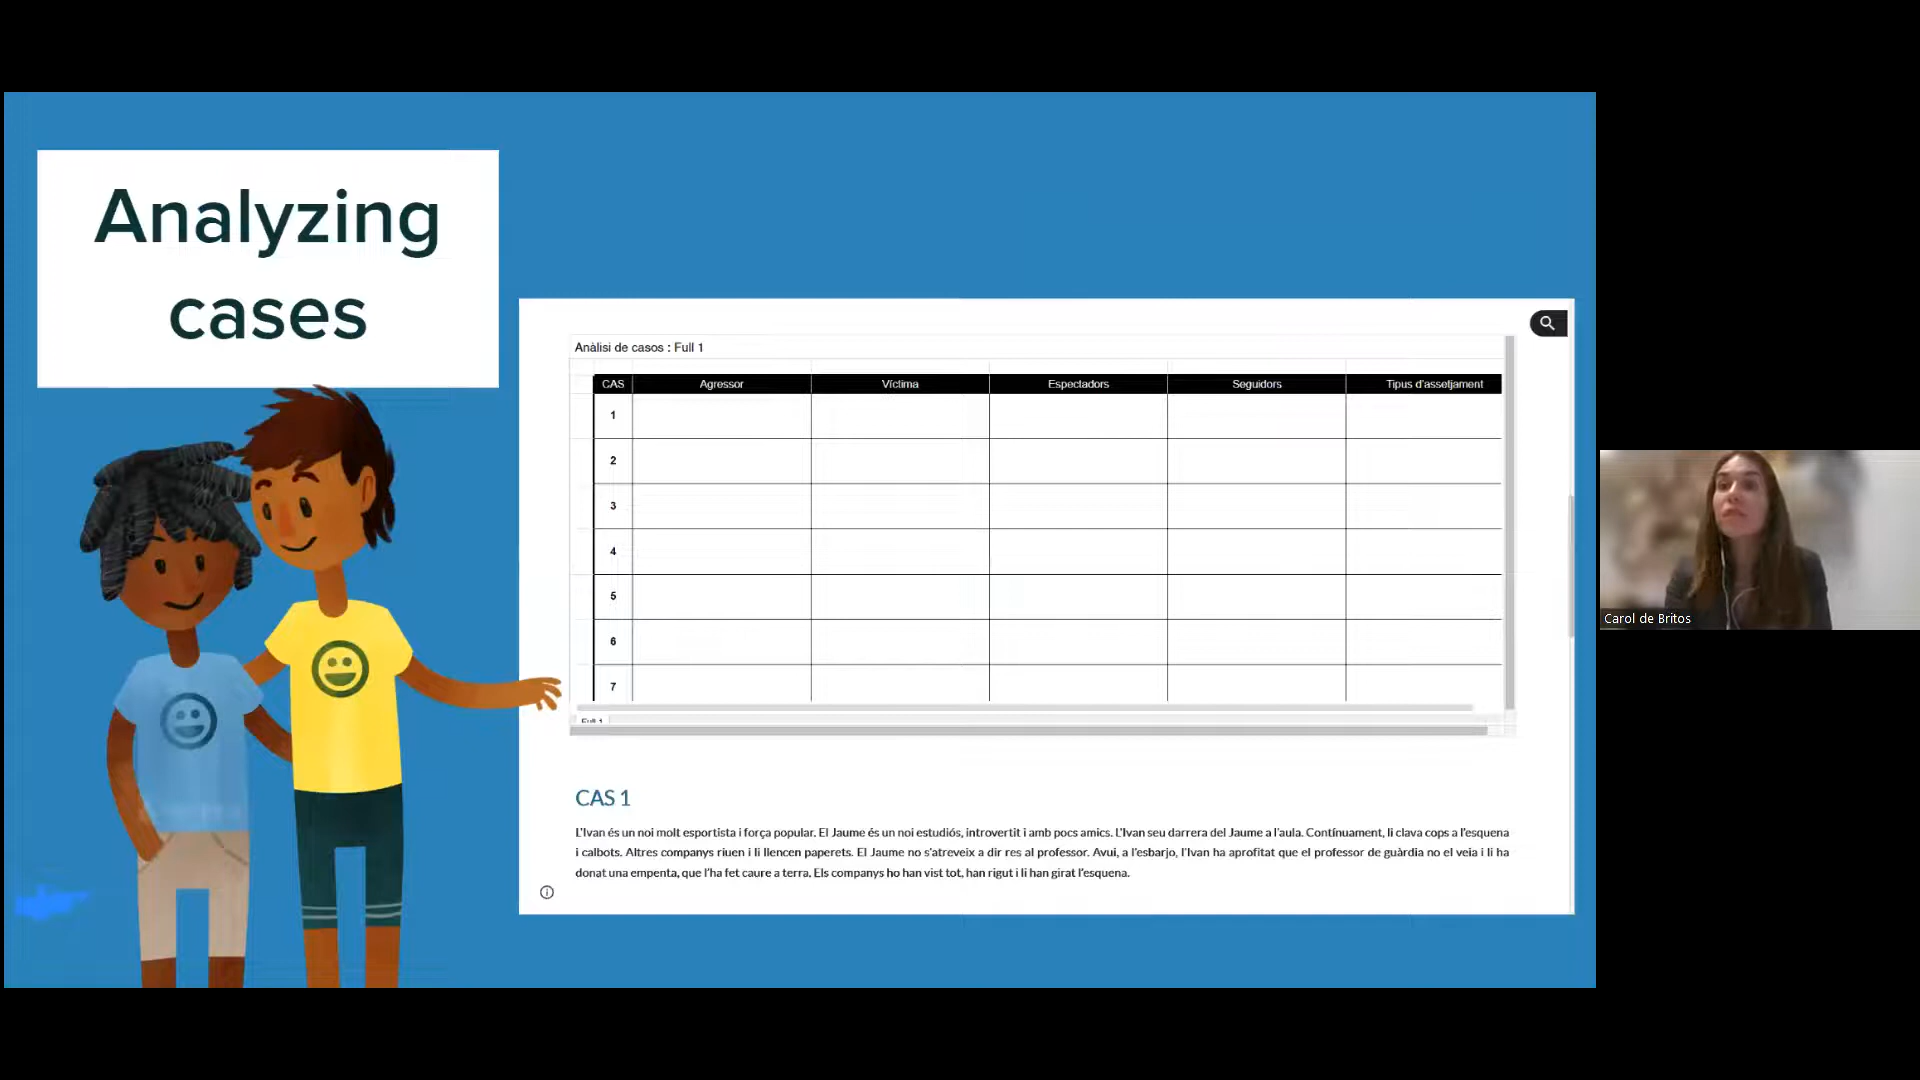 Analyzing
cases
Anàlisi de casos : Full 1
CAS Agressor Víctima Espectadors Seguidors Tipus d'assetjament
1
2
3
4
5
6
7
Full 1
CAS 1
L'Ivan és un noi molt esportista i força popular. El Jaume és un noi estudiós, introvertit i amb pocs amics. L'Ivan seu darrera del Jaume a l'aula. Contínuament, li clava cops a l'esquena
i calbots. Altres companys riuen i li llencen paperets. El Jaume no s'atreveix a dir res al professor. Avui, a l'esbarjo, l'Ivan ha aprofitat que el professor de guàrdia no el veia i li ha
donat una empenta, que l'ha fet caure a terra. Els companys ho han vist tot, han rigut i li han girat l'esquena.
Carol de Britos